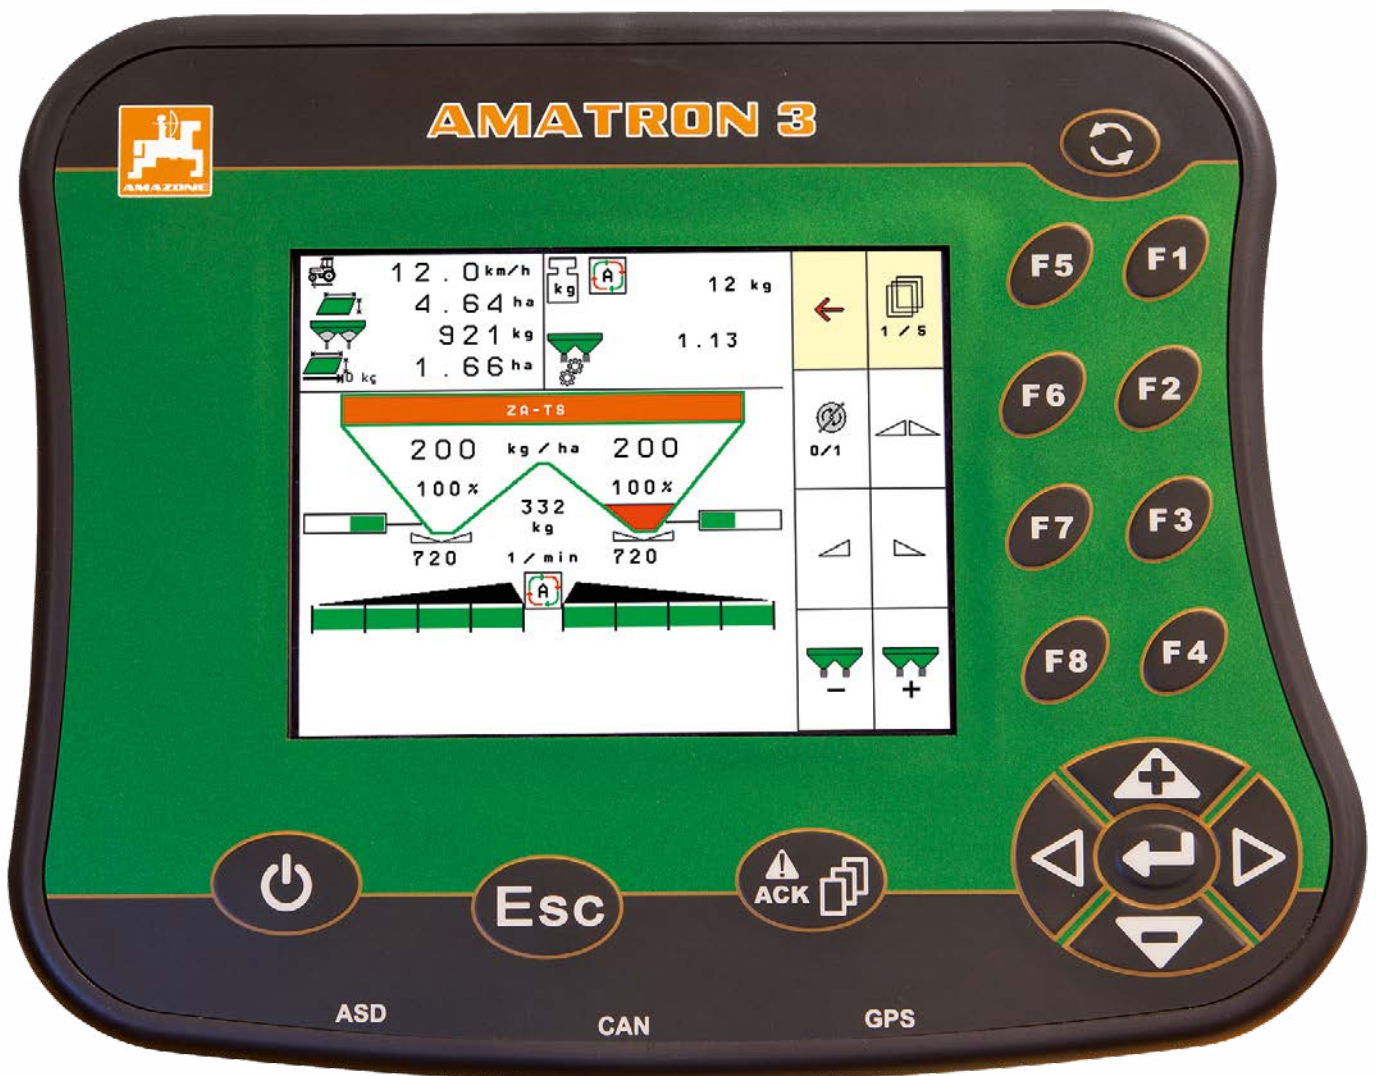 AMATRON 3
AMAZONE
12.0 km/h
4.64 ha
921 kg
1.66 ha
0 kg
kg A 12 kg
1.13
1 / 5
ZA-TS
200 kg/ha 200
100% 100%
332
kg
720 1/min 720
A
0/1
-
+
F5 F1
F6 F2
F7 F3
F8 F4
Esc
ACK
ASD
CAN
GPS